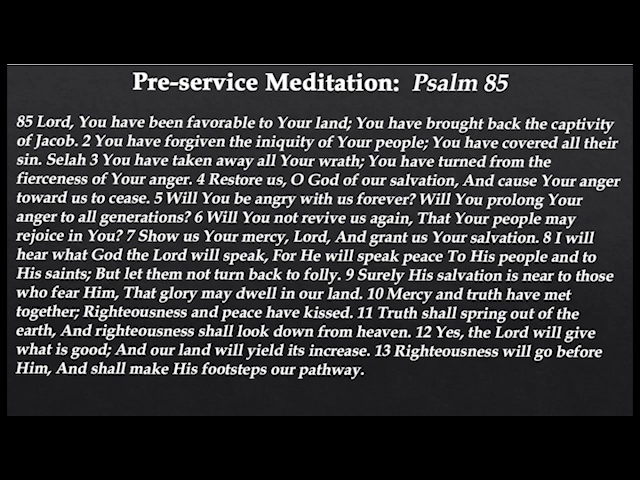 Pre-service Meditation: Psalm 85
85 Lord, You have been favorable to Your land; You have brought back the captivity
of Jacob. 2 You have forgiven the iniquity of Your people; You have covered all their
sin. Selah 3 You have taken away all Your wrath; You have turned from the
fierceness of Your anger. 4 Restore us, O God of our salvation, And cause Your anger
toward us to cease. 5 Will You be angry with us forever? Will You prolong Your
anger to all generations? 6 Will You not revive us again, That Your people may
rejoice in You? 7 Show us Your mercy, Lord, And grant us Your salvation. 8 I will
hear what God the Lord will speak, For He will speak peace To His people and to
His saints; But let them not turn back to folly. 9 Surely His salvation is near to those
who fear Him, That glory may dwell in our land. 10 Mercy and truth have met
together; Righteousness and peace have kissed. 11 Truth shall spring out of the
earth, And righteousness shall look down from heaven. 12 Yes, the Lord will give
what is good; And our land will yield its increase. 13 Righteousness will go before
Him, And shall make His footsteps our pathway.